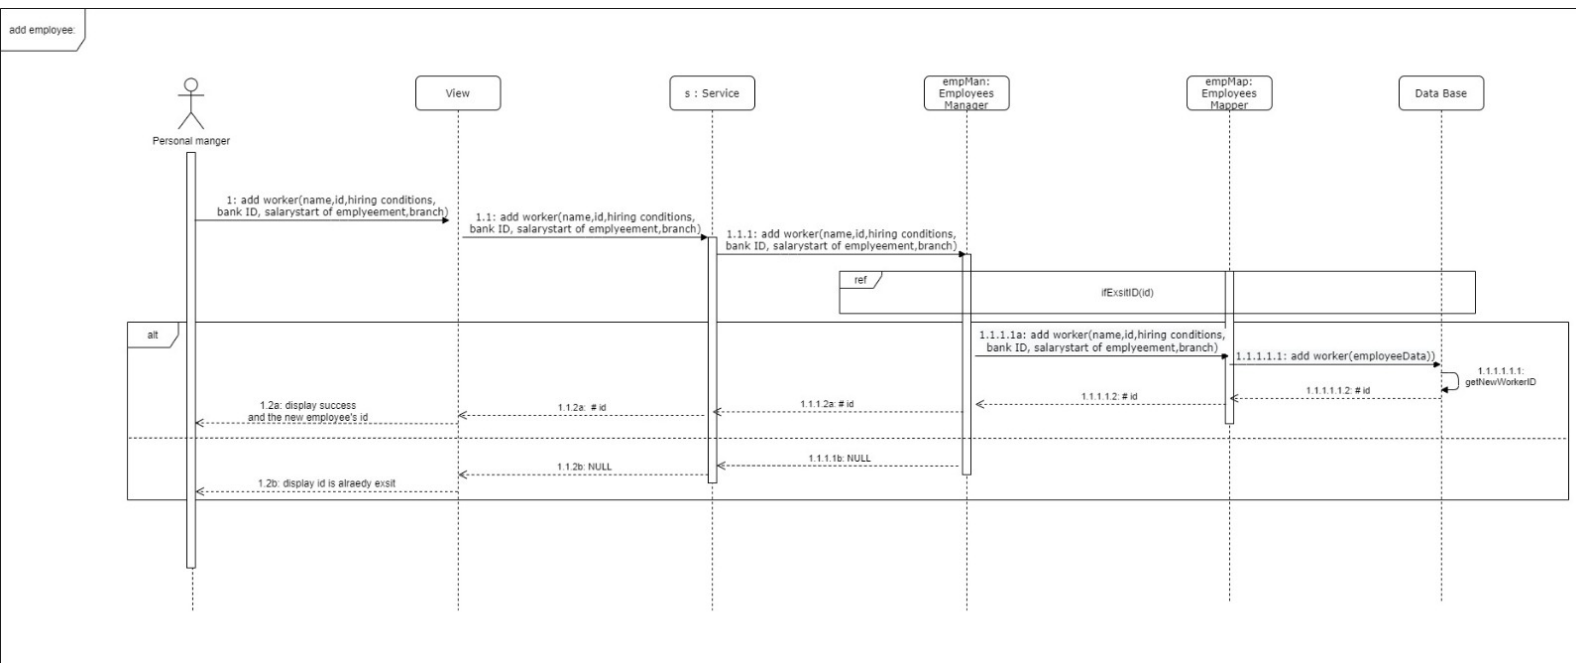 add employee:
Personal manger
View
s : Service
empMan:
Employees
Manager
empMap:
Employees
Mapper
Data Base
1: add worker(name,id,hiring conditions,
bank ID, salarystart of emplyeement,branch)
1.1: add worker(name,id,hiring conditions,
bank ID, salarystart of emplyeement,branch)
1.1.1: add worker(name,id,hiring conditions,
bank ID, salarystart of emplyeement,branch)
ref
ifExsitID(id)
alt
1.1.1.1a: add worker(name,id,hiring conditions,
bank ID, salarystart of emplyeement,branch)
1.1.1.1.1: add worker(employeeData))
1.1.1.1.1.1:
getNewWorkerID
1.1.1.1.1.2: # id
1.1.1.1.2: # id
1.1.1.2a: # id
1.1.2a: # id
1.2a: display success
and the new employee's id
1.1.1.1b: NULL
1.1.2b: NULL
1.2b: display id is alraedy exsit